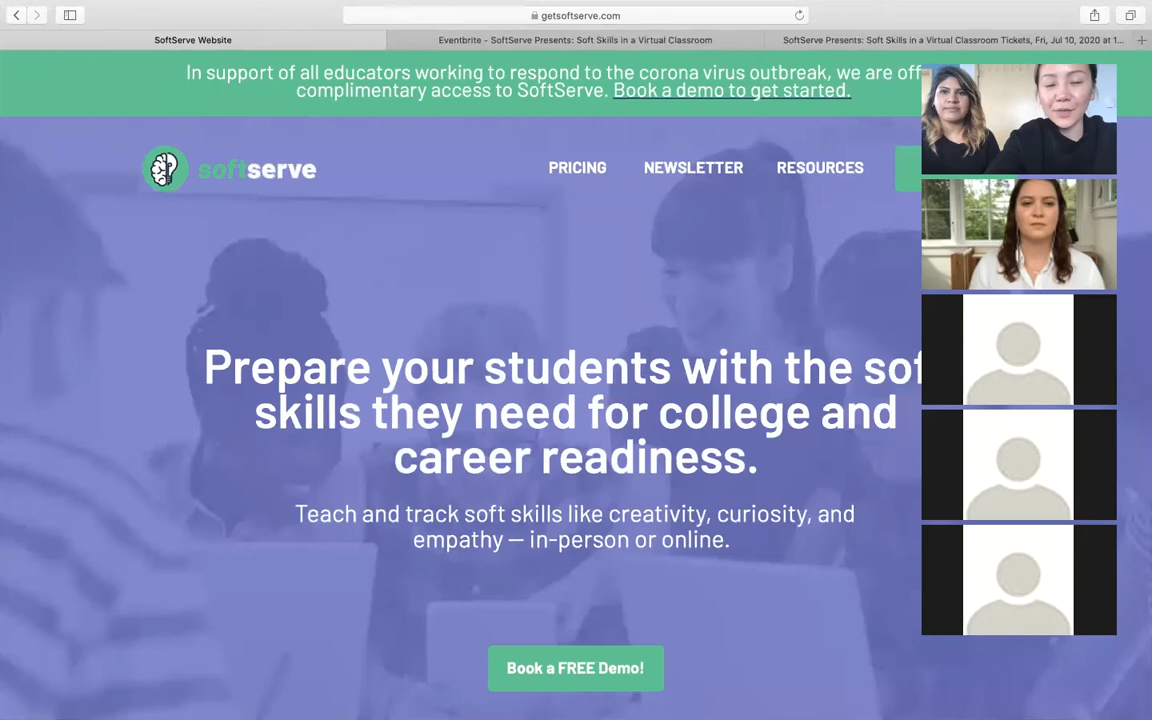 getsoftserve.com
SoftServe Website
Eventbrite - SoftServe Presents: Soft Skills in a Virtual Classroom
SoftServe Presents: Soft Skills in a Virtual Classroom Tickets, Fri, Jul 10, 2020 at 1...
In support of all educators working to respond to the corona virus outbreak, we are off
complimentary access to SoftServe. Book a demo to get started.
softserve
PRICING
NEWSLETTER
RESOURCES
Prepare your students with the sof
skills they need for college and
career readiness.
Teach and track soft skills like creativity, curiosity, and
empathy — in-person or online.
Book a FREE Demo!